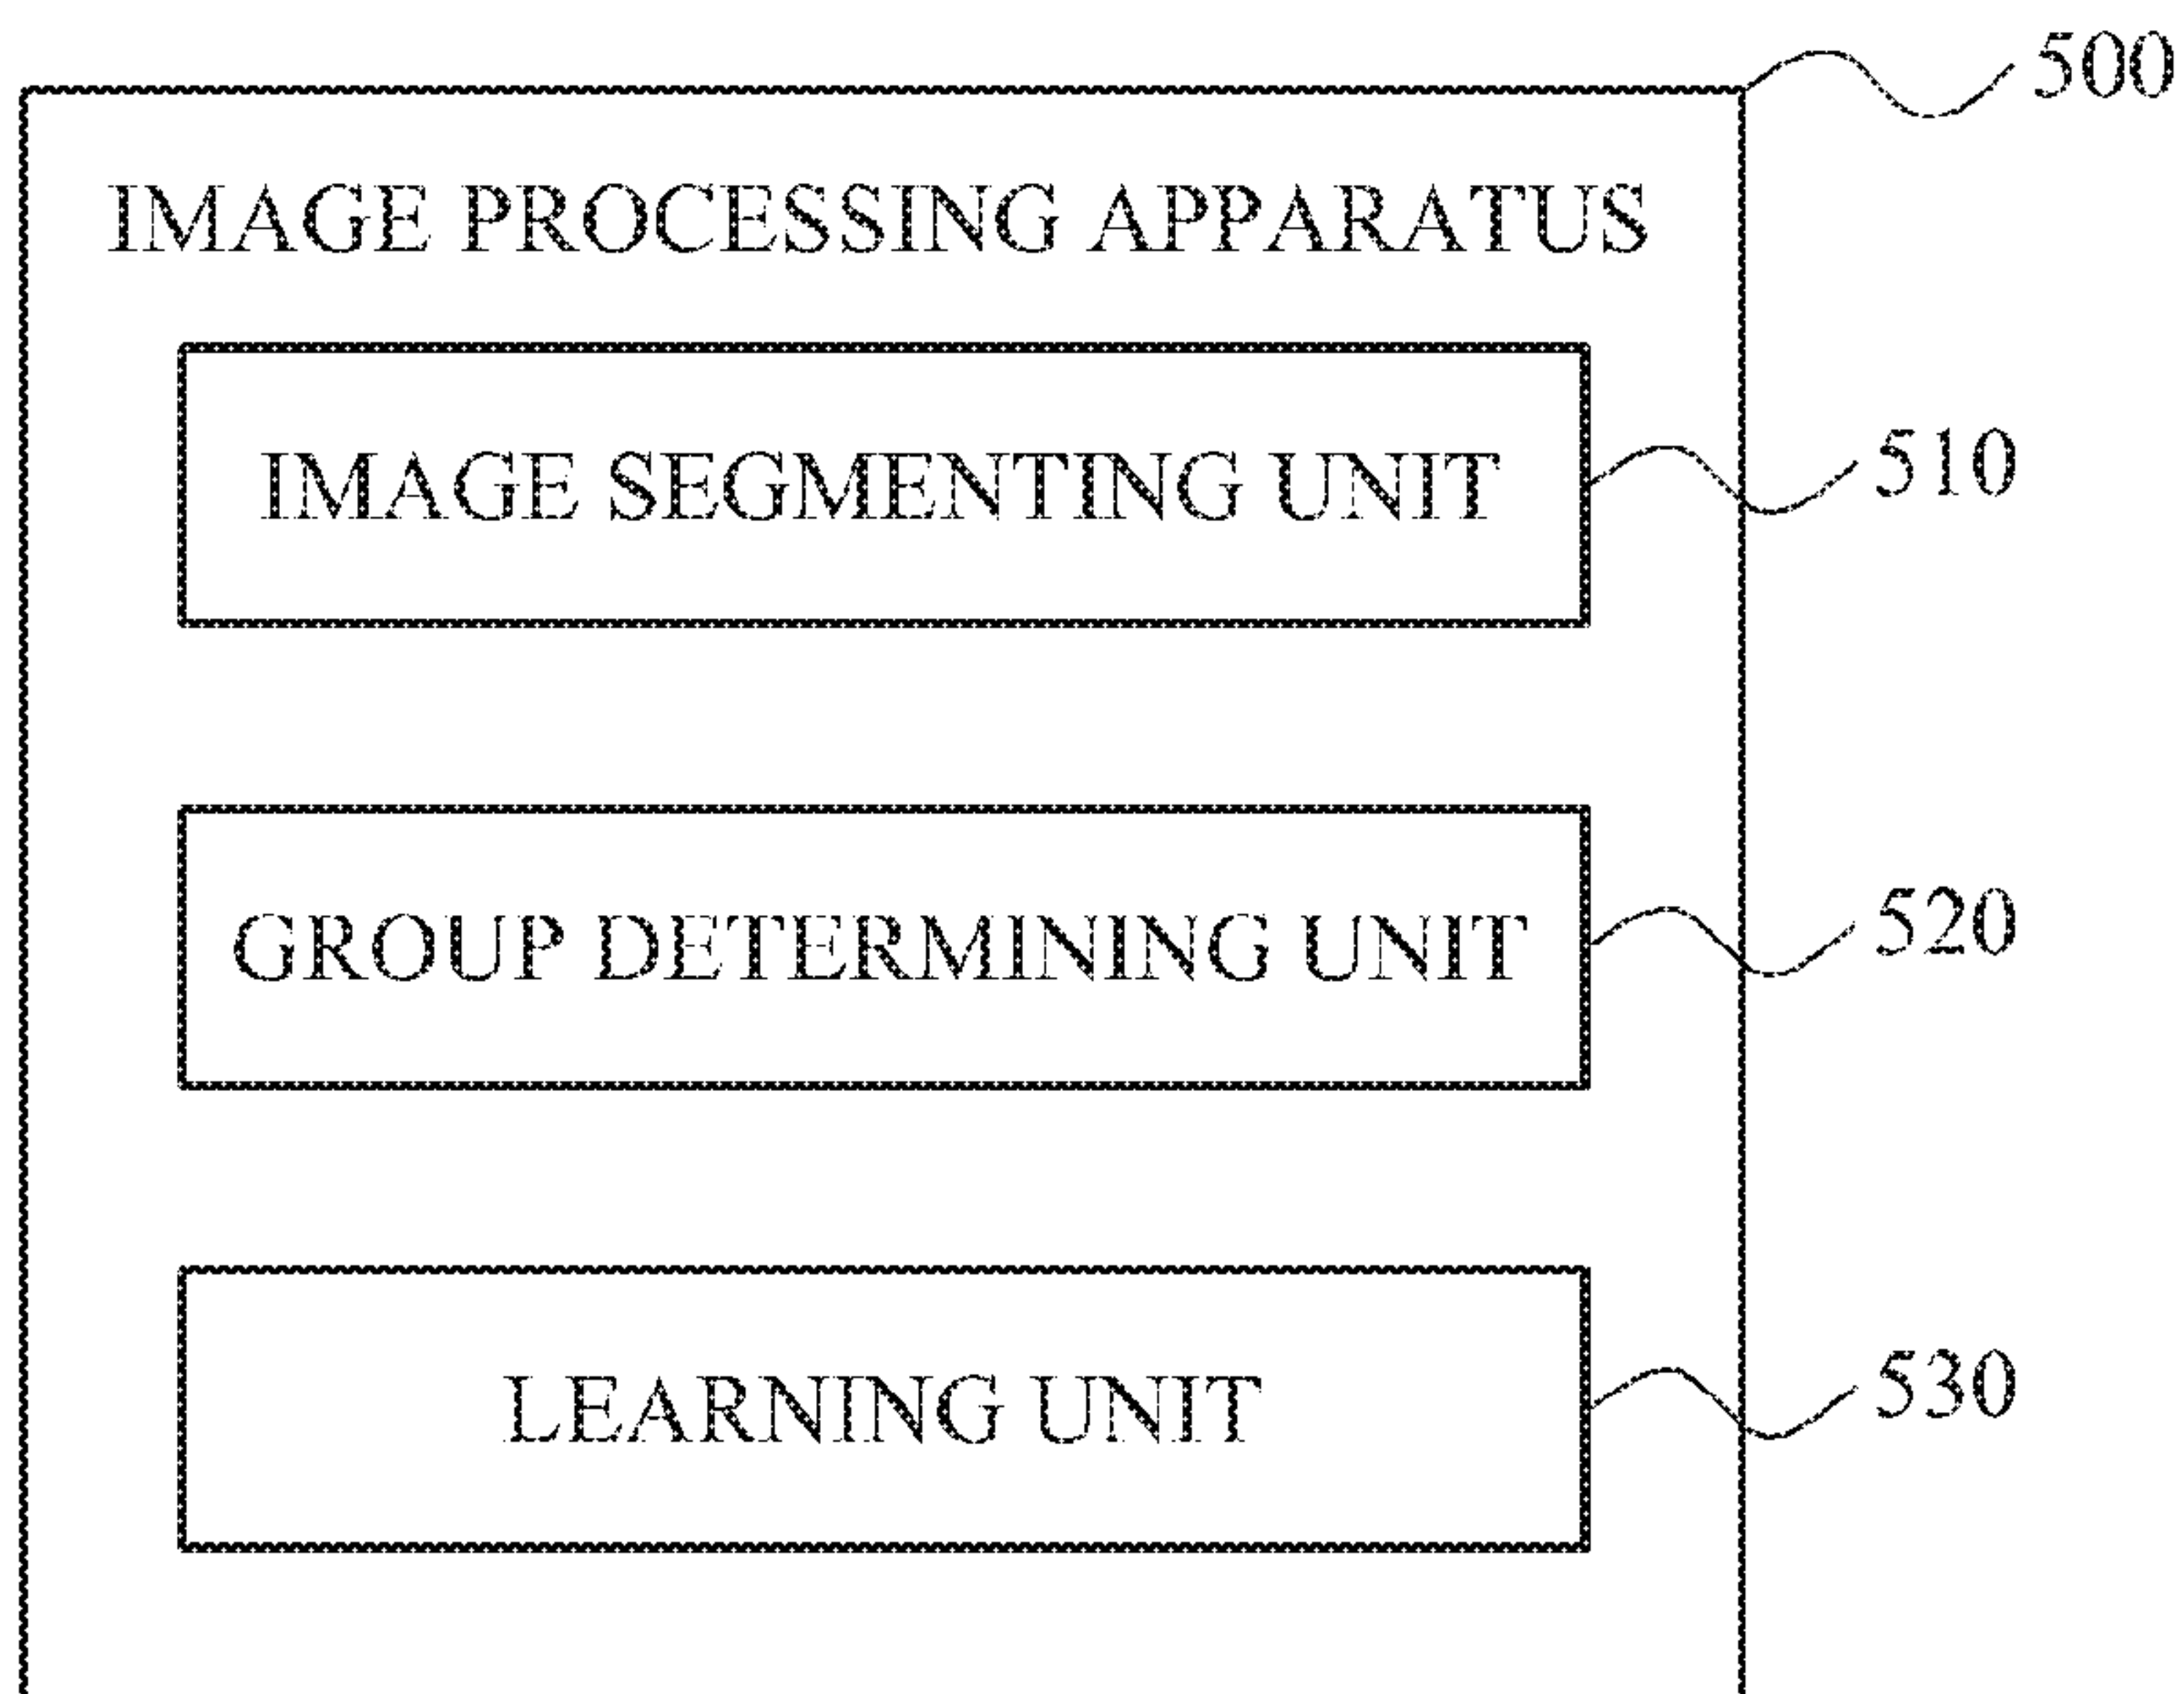 500
IMAGE PROCESSING APPARATUS
IMAGE SEGMENTING UNIT
510
GROUP DETERMINING UNIT
520
LEARNING UNIT
530